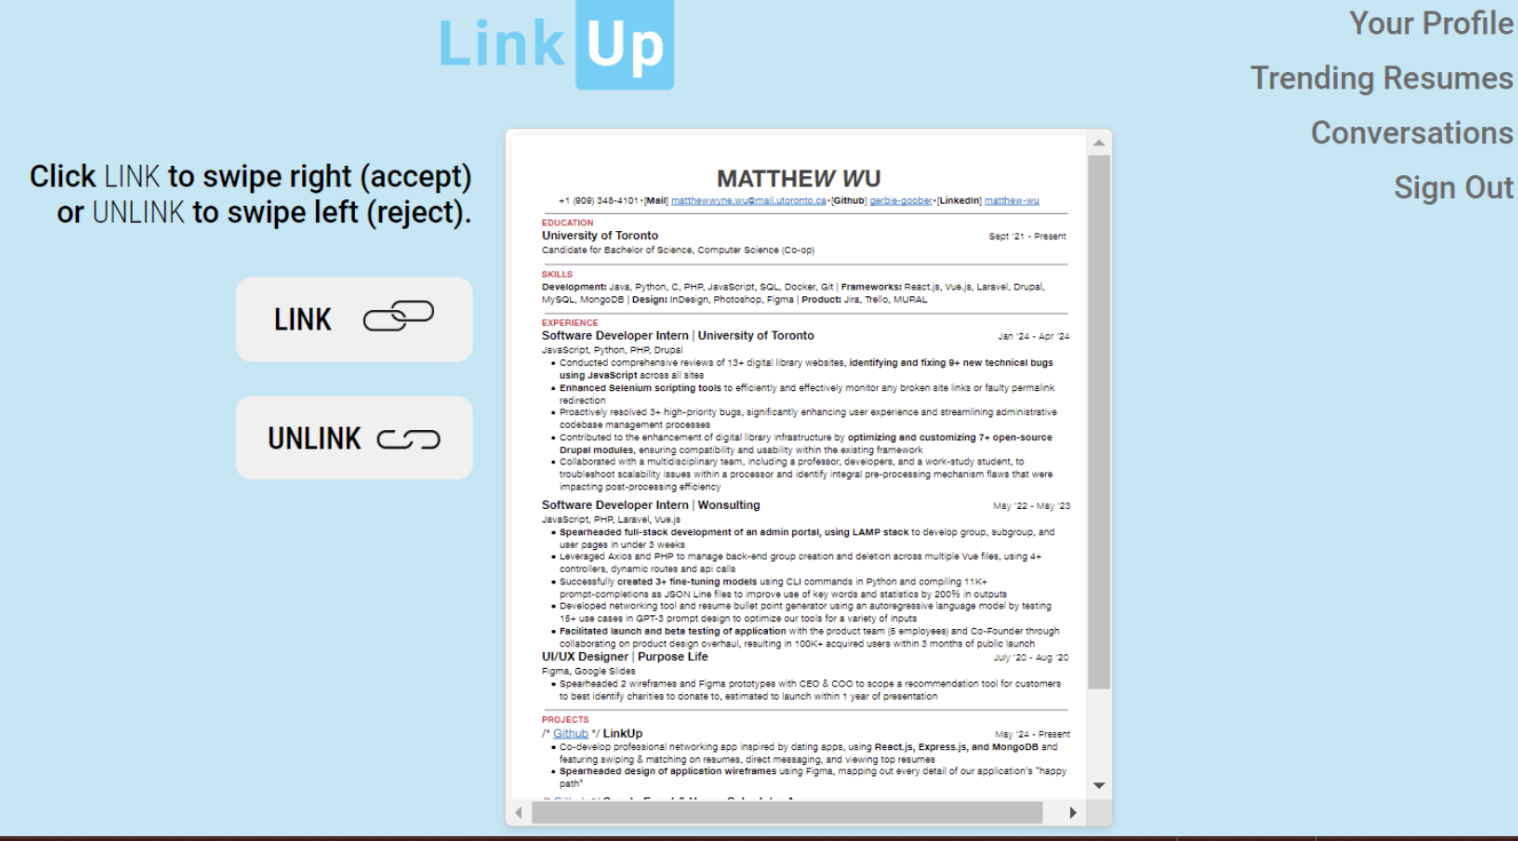 Link Up
Your Profile
Trending Resumes
Conversations
Sign Out
Click LINK to swipe right (accept)
or UNLINK to swipe left (reject).
LINK
UNLINK
MATTHEW WU
+1 (909) 348-4101•[Mail] matthewwyne.wu@mail.utoronto.ca•[Github] gerbie-goober•[LinkedIn] matthew-wu
EDUCATION
University of Toronto Sept '21 - Present
Candidate for Bachelor of Science, Computer Science (Co-op)
SKILLS
Development: Java, Python, C, PHP, JavaScript, SQL, Docker, Git | Frameworks: React.js, Vue.js, Laravel, Drupal,
MySQL, MongoDB | Design: InDesign, Photoshop, Figma | Product: Jira, Trello, MURAL
EXPERIENCE
Software Developer Intern | University of Toronto Jan '24 - Apr '24
JavaScript, Python, PHP, Drupal
• Conducted comprehensive reviews of 13+ digital library websites, identifying and fixing 9+ new technical bugs
using JavaScript across all sites
• Enhanced Selenium scripting tools to efficiently and effectively monitor any broken site links or faulty permalink
redirection
• Proactively resolved 3+ high-priority bugs, significantly enhancing user experience and streamlining administrative
codebase management processes
• Contributed to the enhancement of digital library infrastructure by optimizing and customizing 7+ open-source
Drupal modules, ensuring compatibility and usability within the existing framework
• Collaborated with a multidisciplinary team, including a professor, developers, and a work-study student, to
troubleshoot scalability issues within a processor and identify integral pre-processing mechanism flaws that were
impacting post-processing efficiency
Software Developer Intern | Wonsulting May '22 - May '23
JavaScript, PHP, Laravel, Vue.js
• Spearheaded full-stack development of an admin portal, using LAMP stack to develop group, subgroup, and
user pages in under 3 weeks
• Leveraged Axios and PHP to manage back-end group creation and deletion across multiple Vue files, using 4+
controllers, dynamic routes and api calls
• Successfully created 3+ fine-tuning models using CLI commands in Python and compiling 11K+
prompt-completions as JSON Line files to improve use of key words and statistics by 200% in outputs
• Developed networking tool and resume bullet point generator using an autoregressive language model by testing
15+ use cases in GPT-3 prompt design to optimize our tools for a variety of inputs
• Facilitated launch and beta testing of application with the product team (5 employees) and Co-Founder through
collaborating on product design overhaul, resulting in 100K+ acquired users within 3 months of public launch
UI/UX Designer | Purpose Life July '20 - Aug '20
Figma, Google Slides
• Spearheaded 2 wireframes and Figma prototypes with CEO & COO to scope a recommendation tool for customers
to best identify charities to donate to, estimated to launch within 1 year of presentation
PROJECTS
/* Github */ LinkUp May '24 - Present
• Co-develop professional networking app inspired by dating apps, using React.js, Express.js, and MongoDB and
featuring swiping & matching on resumes, direct messaging, and viewing top resumes
• Spearheaded design of application wireframes using Figma, mapping out every detail of our application's "happy
path"